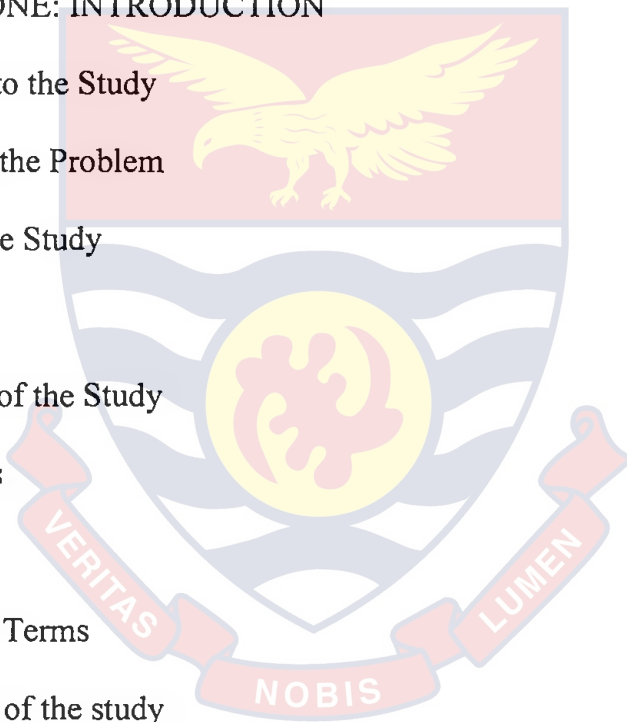 ONE: INTRODUCTION
to the Study
the Problem
e Study
of the Study
s
Terms
of the study
VERITAS
NOBIS
LUMEN